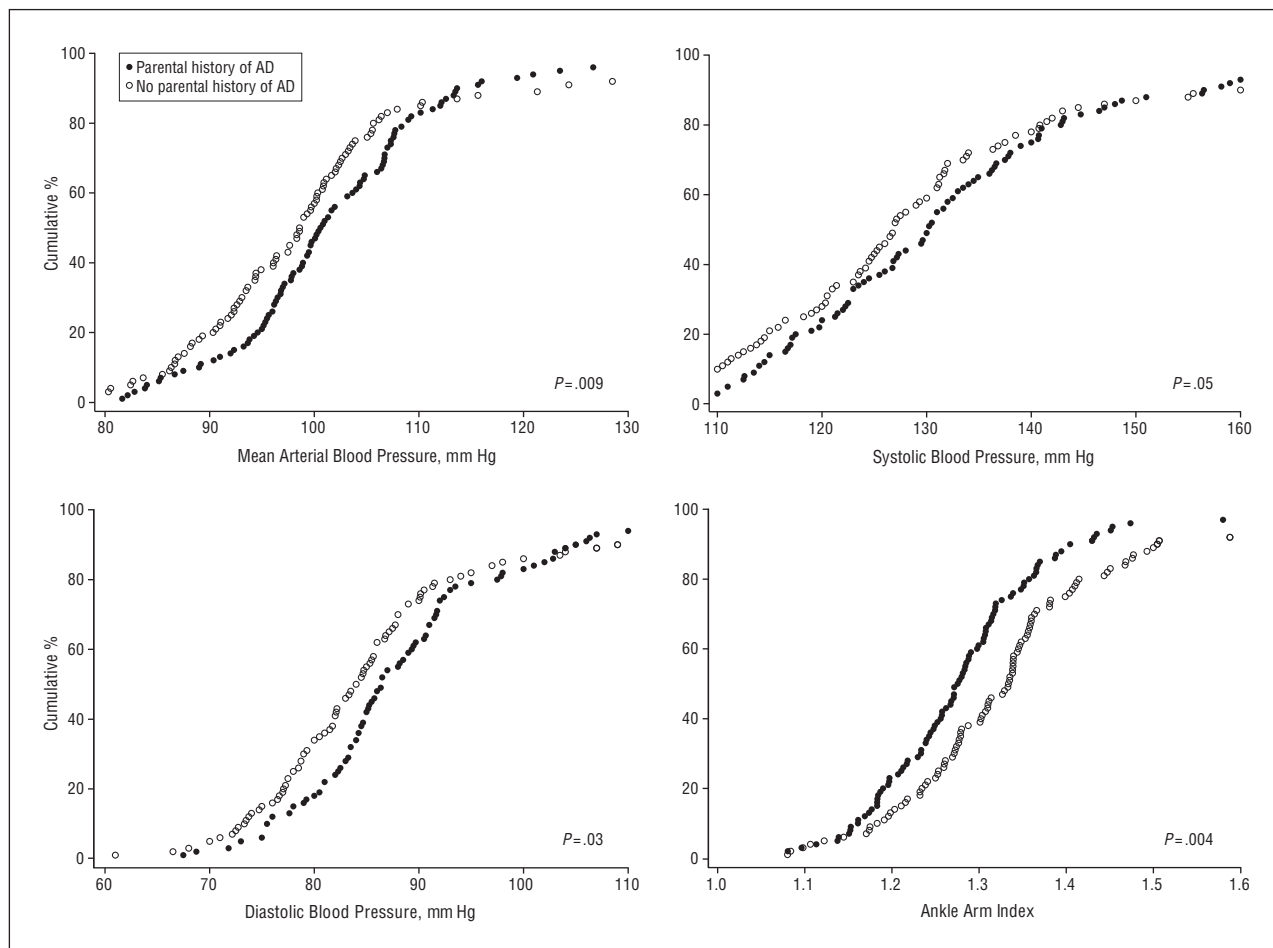 Parental history of AD
No parental history of AD
100
80
60
40
20
0
Cumulative %
P = .009
80 90 100 110 120 130
Mean Arterial Blood Pressure, mm Hg
100
80
60
40
20
0
P = .05
110 120 130 140 150 160
Systolic Blood Pressure, mm Hg
100
80
60
40
20
0
Cumulative %
P = .03
60 70 80 90 100 110
Diastolic Blood Pressure, mm Hg
100
80
60
40
20
0
P = .004
1.0 1.1 1.2 1.3 1.4 1.5 1.6
Ankle Arm Index